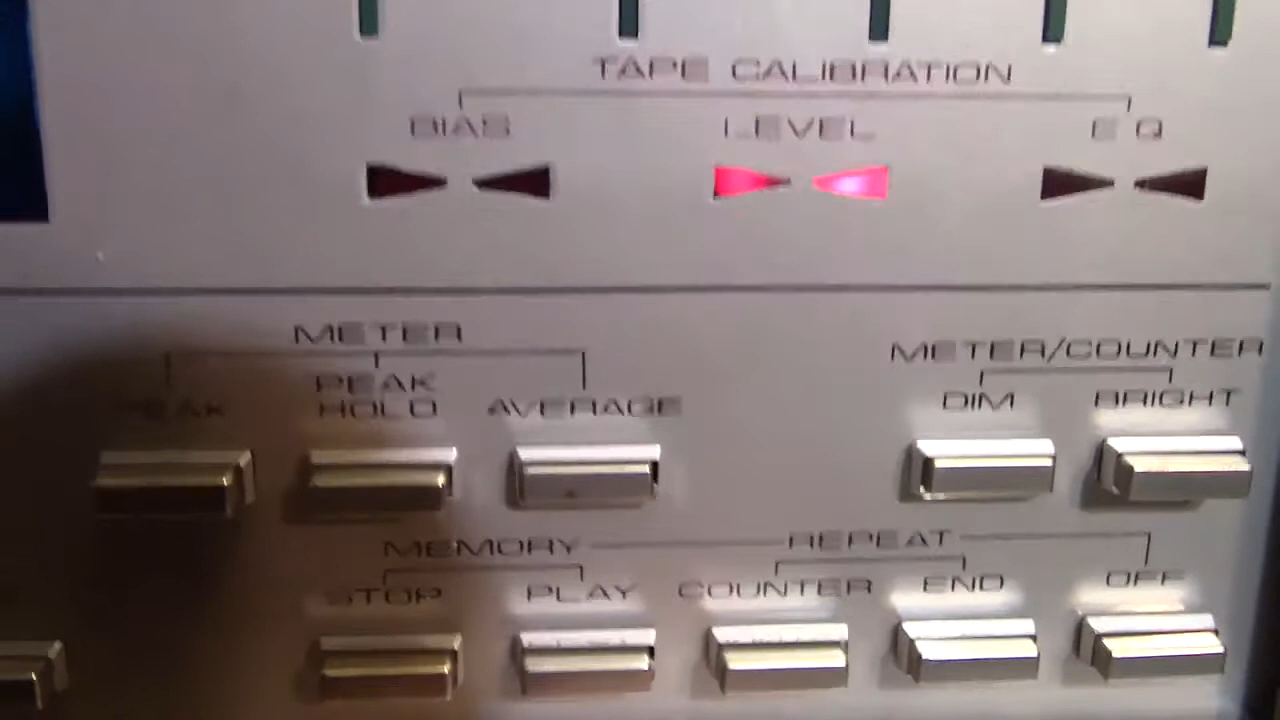 TAPE CALIBRATION
BIAS LEVEL EQ
METER
PEAK PEAK HOLD AVERAGE
METER/COUNTER
DIM BRIGHT
MEMORY REPEAT
STOP PLAY COUNTER END OFF